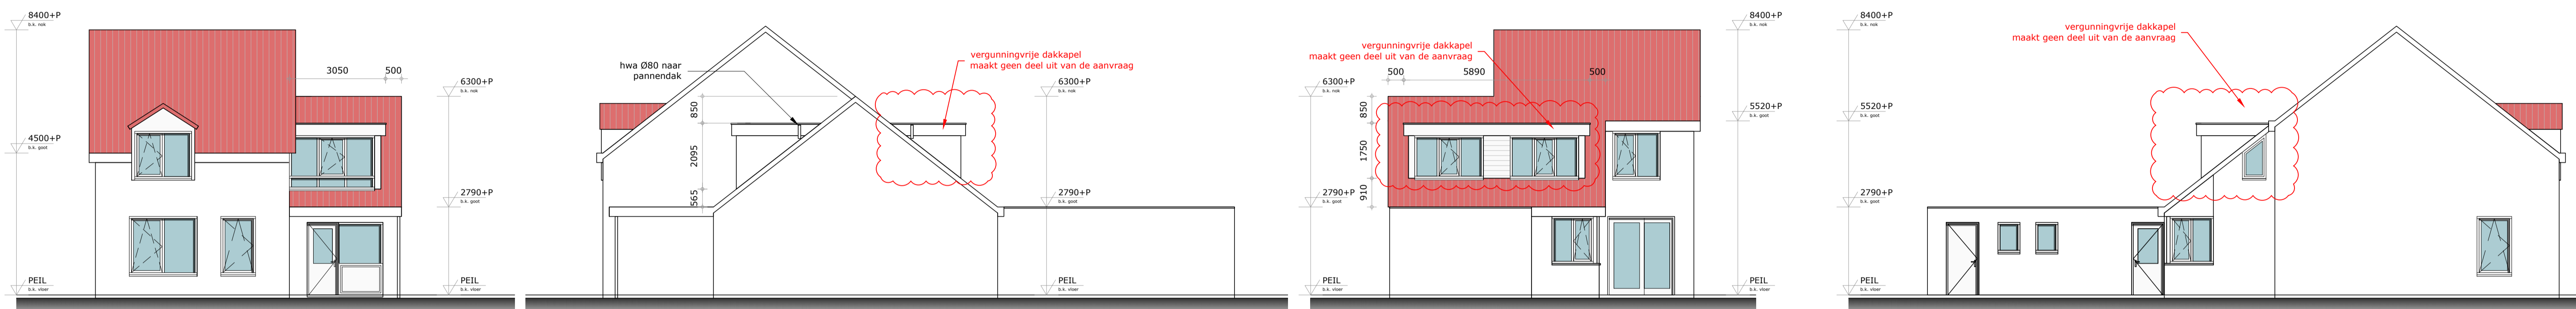 8400+P
b.k. nok
4500+P
b.k. goot
PEIL
b.k. vloer
3050
500
6300+P
b.k. nok
2790+P
b.k. goot
PEIL
b.k. vloer
hwa Ø80 naar
pannendak
850
2095
565
vergunningvrije dakkapel
maakt geen deel uit van de aanvraag
6300+P
b.k. nok
2790+P
b.k. goot
PEIL
b.k. vloer
6300+P
b.k. nok
2790+P
b.k. goot
PEIL
b.k. vloer
vergunningvrije dakkapel
maakt geen deel uit van de aanvraag
500
5890
500
850
1750
910
8400+P
b.k. nok
5520+P
b.k. goot
PEIL
b.k. vloer
8400+P
b.k. nok
5520+P
b.k. goot
2790+P
b.k. goot
PEIL
b.k. vloer
vergunningvrije dakkapel
maakt geen deel uit van de aanvraag